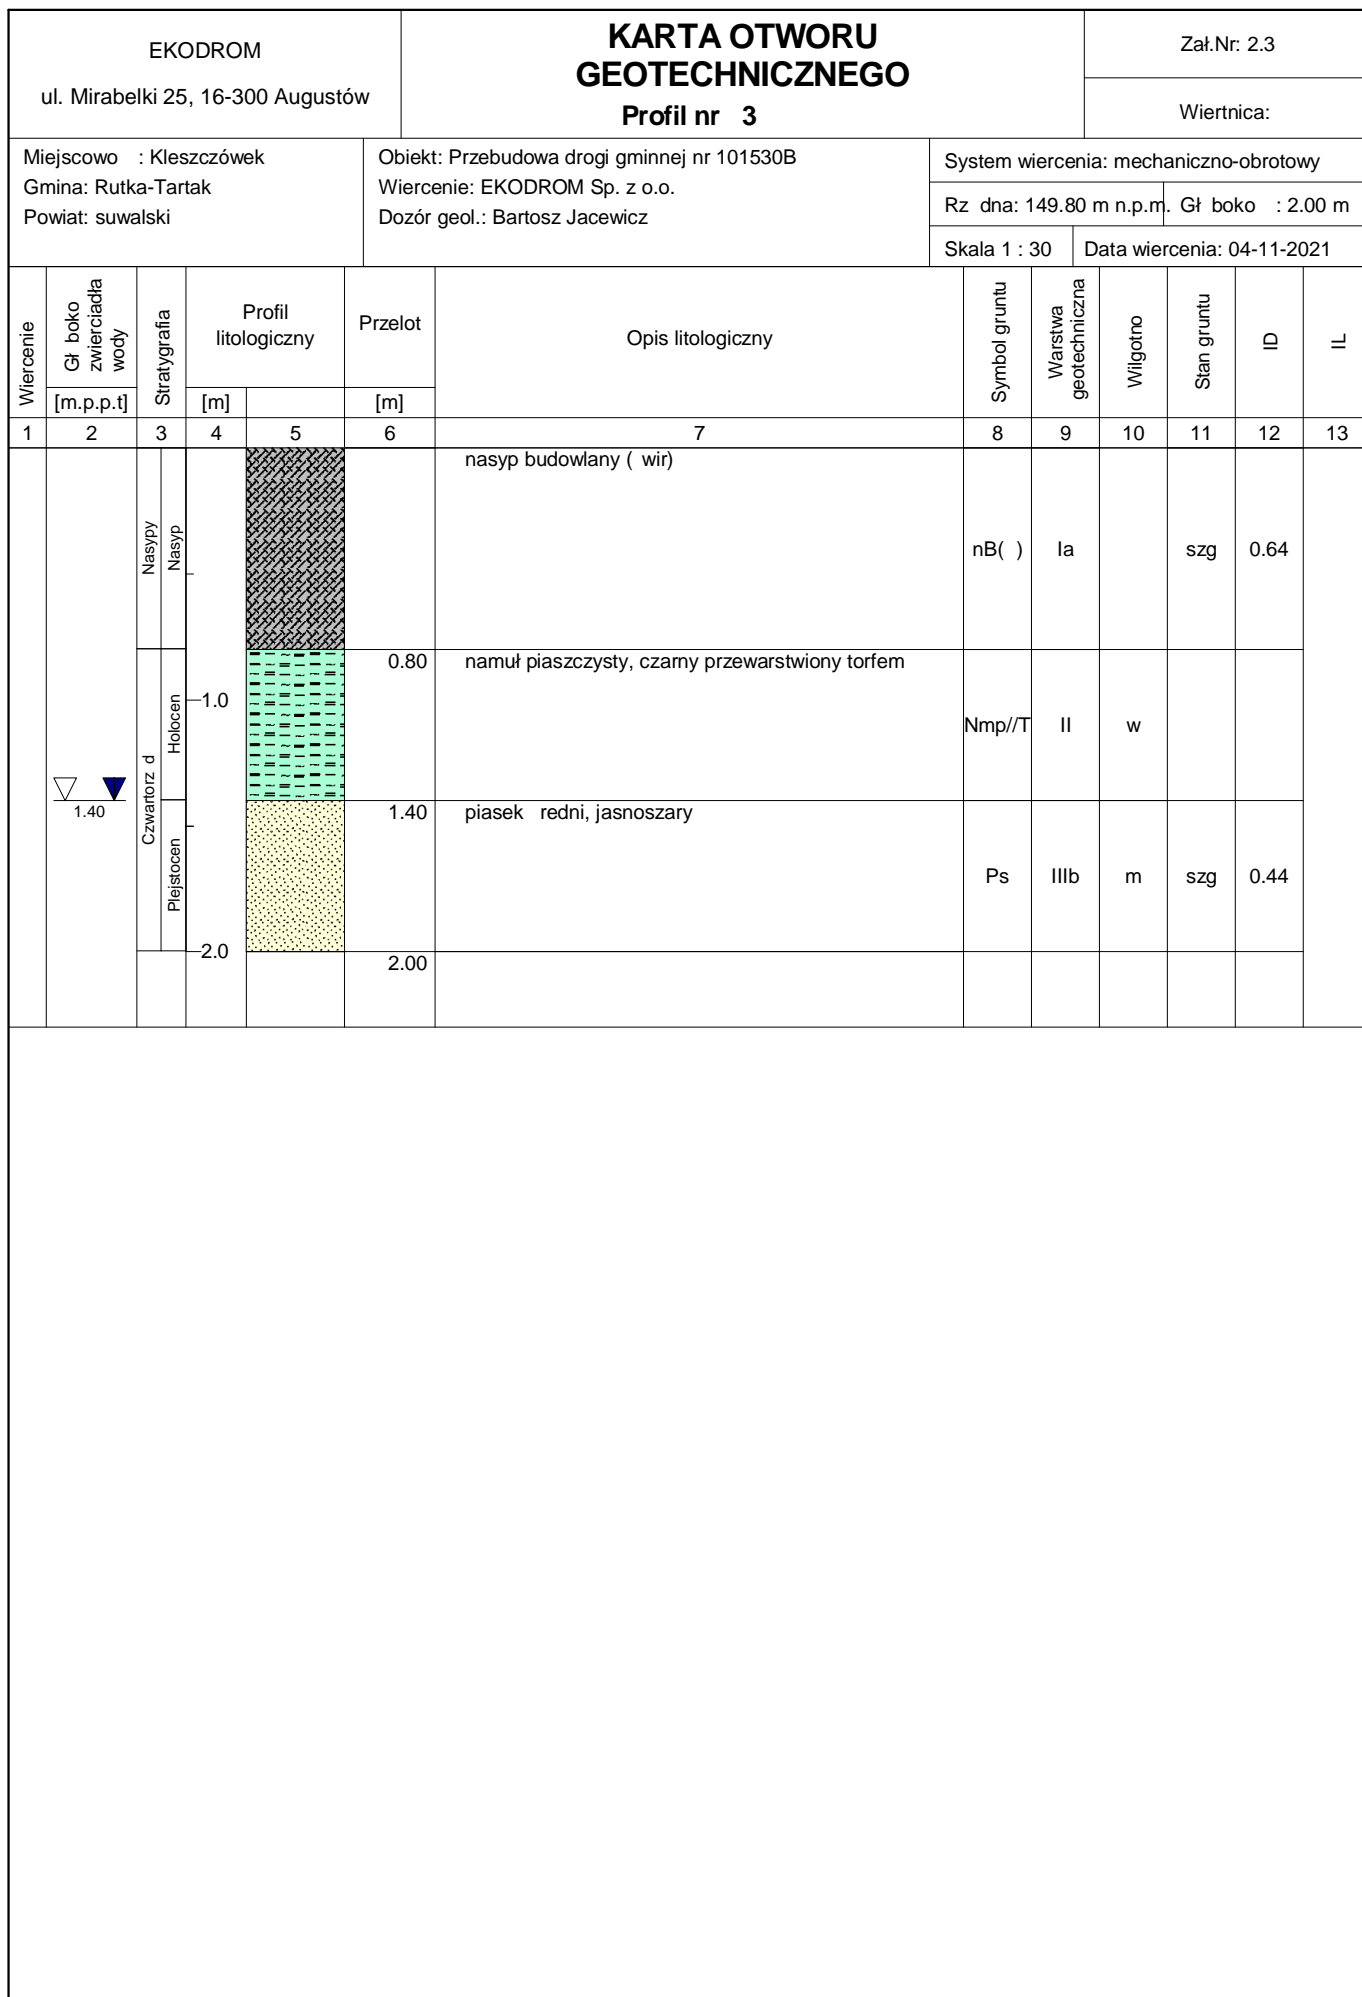 EKODROM
ul. Mirabelki 25, 16-300 Augustów
KARTA OTWORU
GEOTECHNICZNEGO
Profil nr 3
Zał.Nr: 2.3
Wiertnica:
Miejscowo : Kleszczówek
Gmina: Rutka-Tartak
Powiat: suwalski
Obiekt: Przebudowa drogi gminnej nr 101530B
Wiercenie: EKODROM Sp. z o.o.
Dozór geol.: Bartosz Jacewicz
System wiercenia: mechaniczno-obrotowy
Rz dna: 149.80 m n.p.m. Gł boko : 2.00 m
Skala 1 : 30 Data wiercenia: 04-11-2021
Wiercenie
Gł boko
zwierciadła
wody
[m.p.p.t]
Stratygrafia
Profil
litologiczny
[m]
Przelot
[m]
Opis litologiczny
Symbol gruntu
Warstwa
geotechniczna
Wilgotno
Stan gruntu
ID
IL
1 2 3 4 5 6 7 8 9 10 11 12 13
Nasypy
Nasyp
nasyp budowlany ( wir)
nB( ) Ia szg 0.64
0.80 namuł piaszczysty, czarny przewarstwiony torfem
1.0
Czwartorz d
Holocen
Nmp//T II w
1.40
1.40 piasek redni, jasnoszary
Plejstocen
Ps IIIb m szg 0.44
2.0
2.00